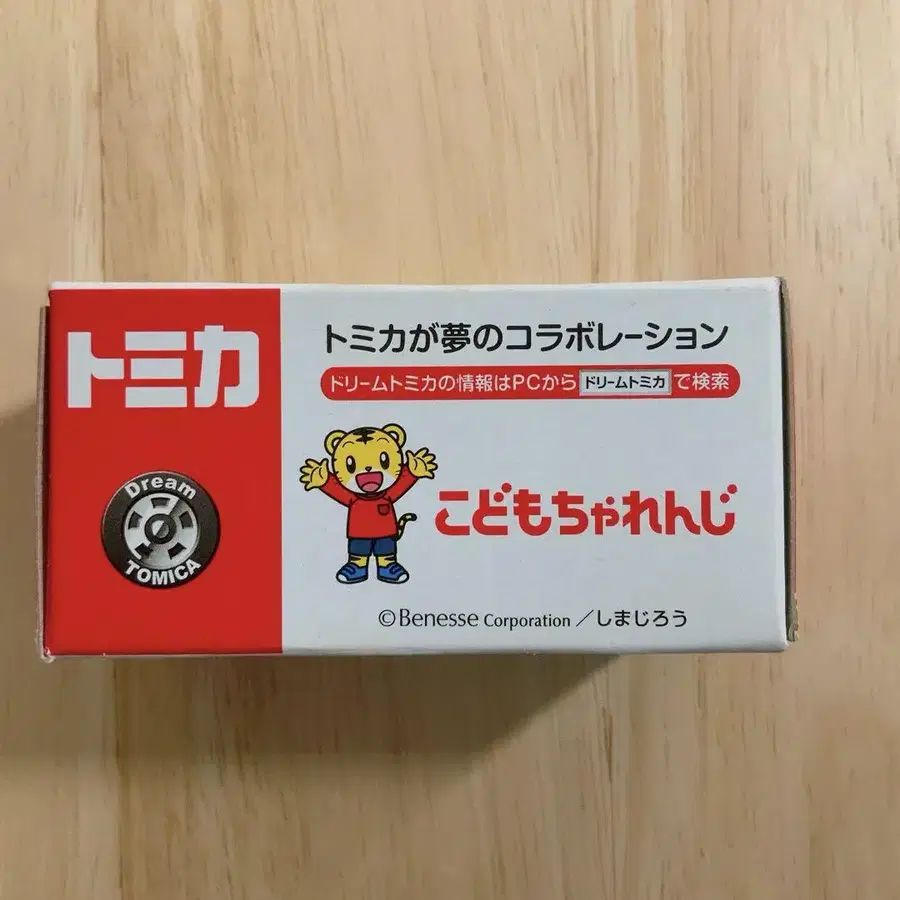 トミカ
Dream
TOMICA
トミカが夢のコラボレーション
ドリームトミカの情報はPCから ドリームトミカ で検索
こどもちゃれんじ
©Benesse Corporation／しまじろう